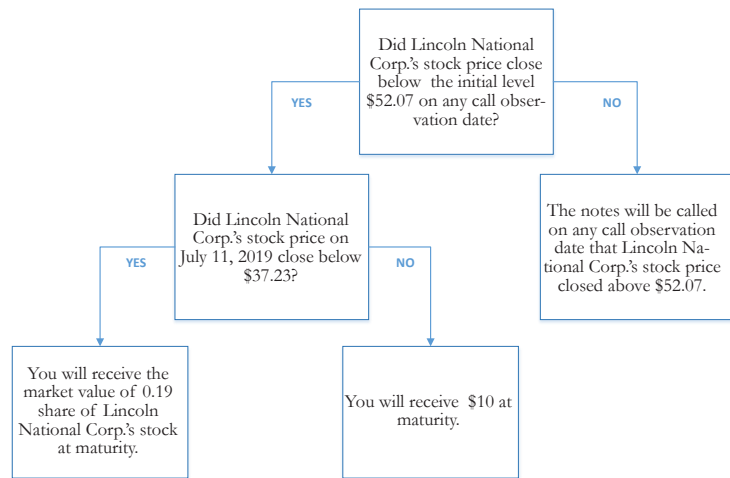 Did Lincoln National
Corp.'s stock price close
below the initial level
$52.07 on any call obser-
vation date?
YES
NO
Did Lincoln National
Corp.'s stock price on
July 11, 2019 close below
$37.23?
The notes will be called
on any call observation
date that Lincoln Na-
tional Corp.'s stock price
closed above $52.07.
YES
NO
You will receive the
market value of 0.19
share of Lincoln
National Corp.'s stock
at maturity.
You will receive $10 at
maturity.